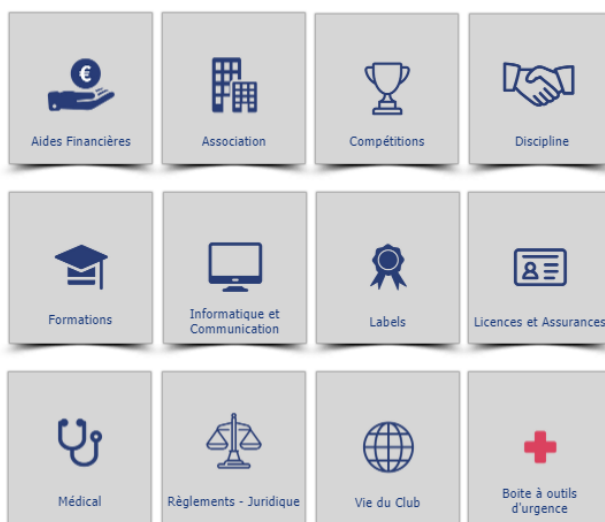 €
Aides Financières
Association
Compétitions
Discipline
Formations
Informatique et
Communication
Labels
Licences et Assurances
Médical
Règlements - Juridique
Vie du Club
Boite à outils
d'urgence